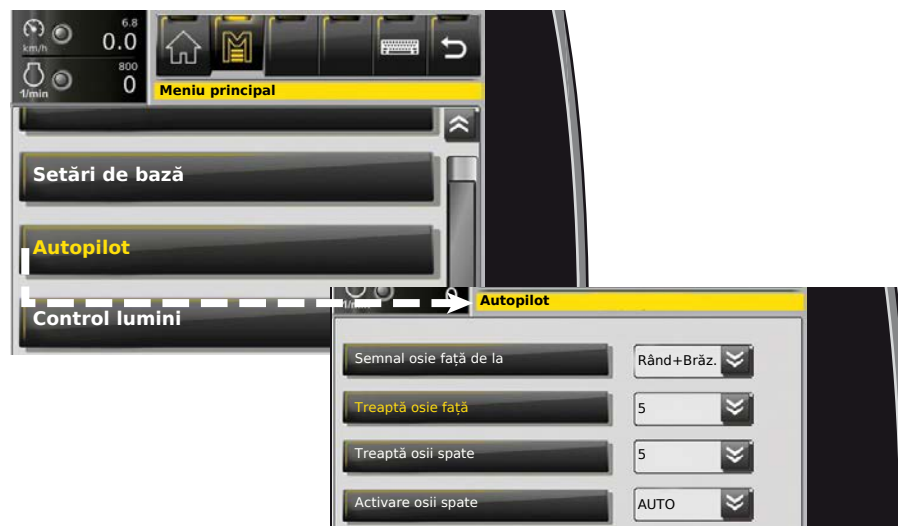 6.8
km/h 0.0
800
1/min 0
Meniu principal
Setări de bază
Autopilot
Control lumini
Autopilot
Semnal osie față de la Rând+Brăz.
Treaptă osie față 5
Treaptă osii spate 5
Activare osii spate AUTO